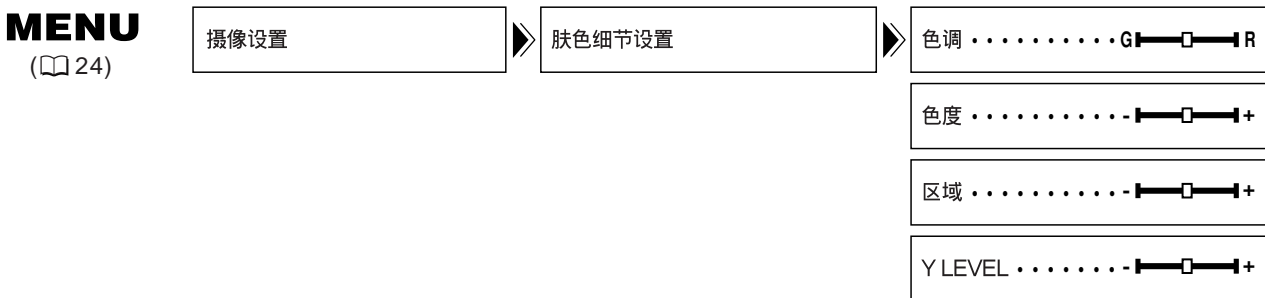 MENU 摄像设置 肤色细节设置 色调 · · · · · · · · · · G R
( 24)
色度 · · · · · · · · · · - +
区域 · · · · · · · · · · - +
Y LEVEL · · · · · · · - +